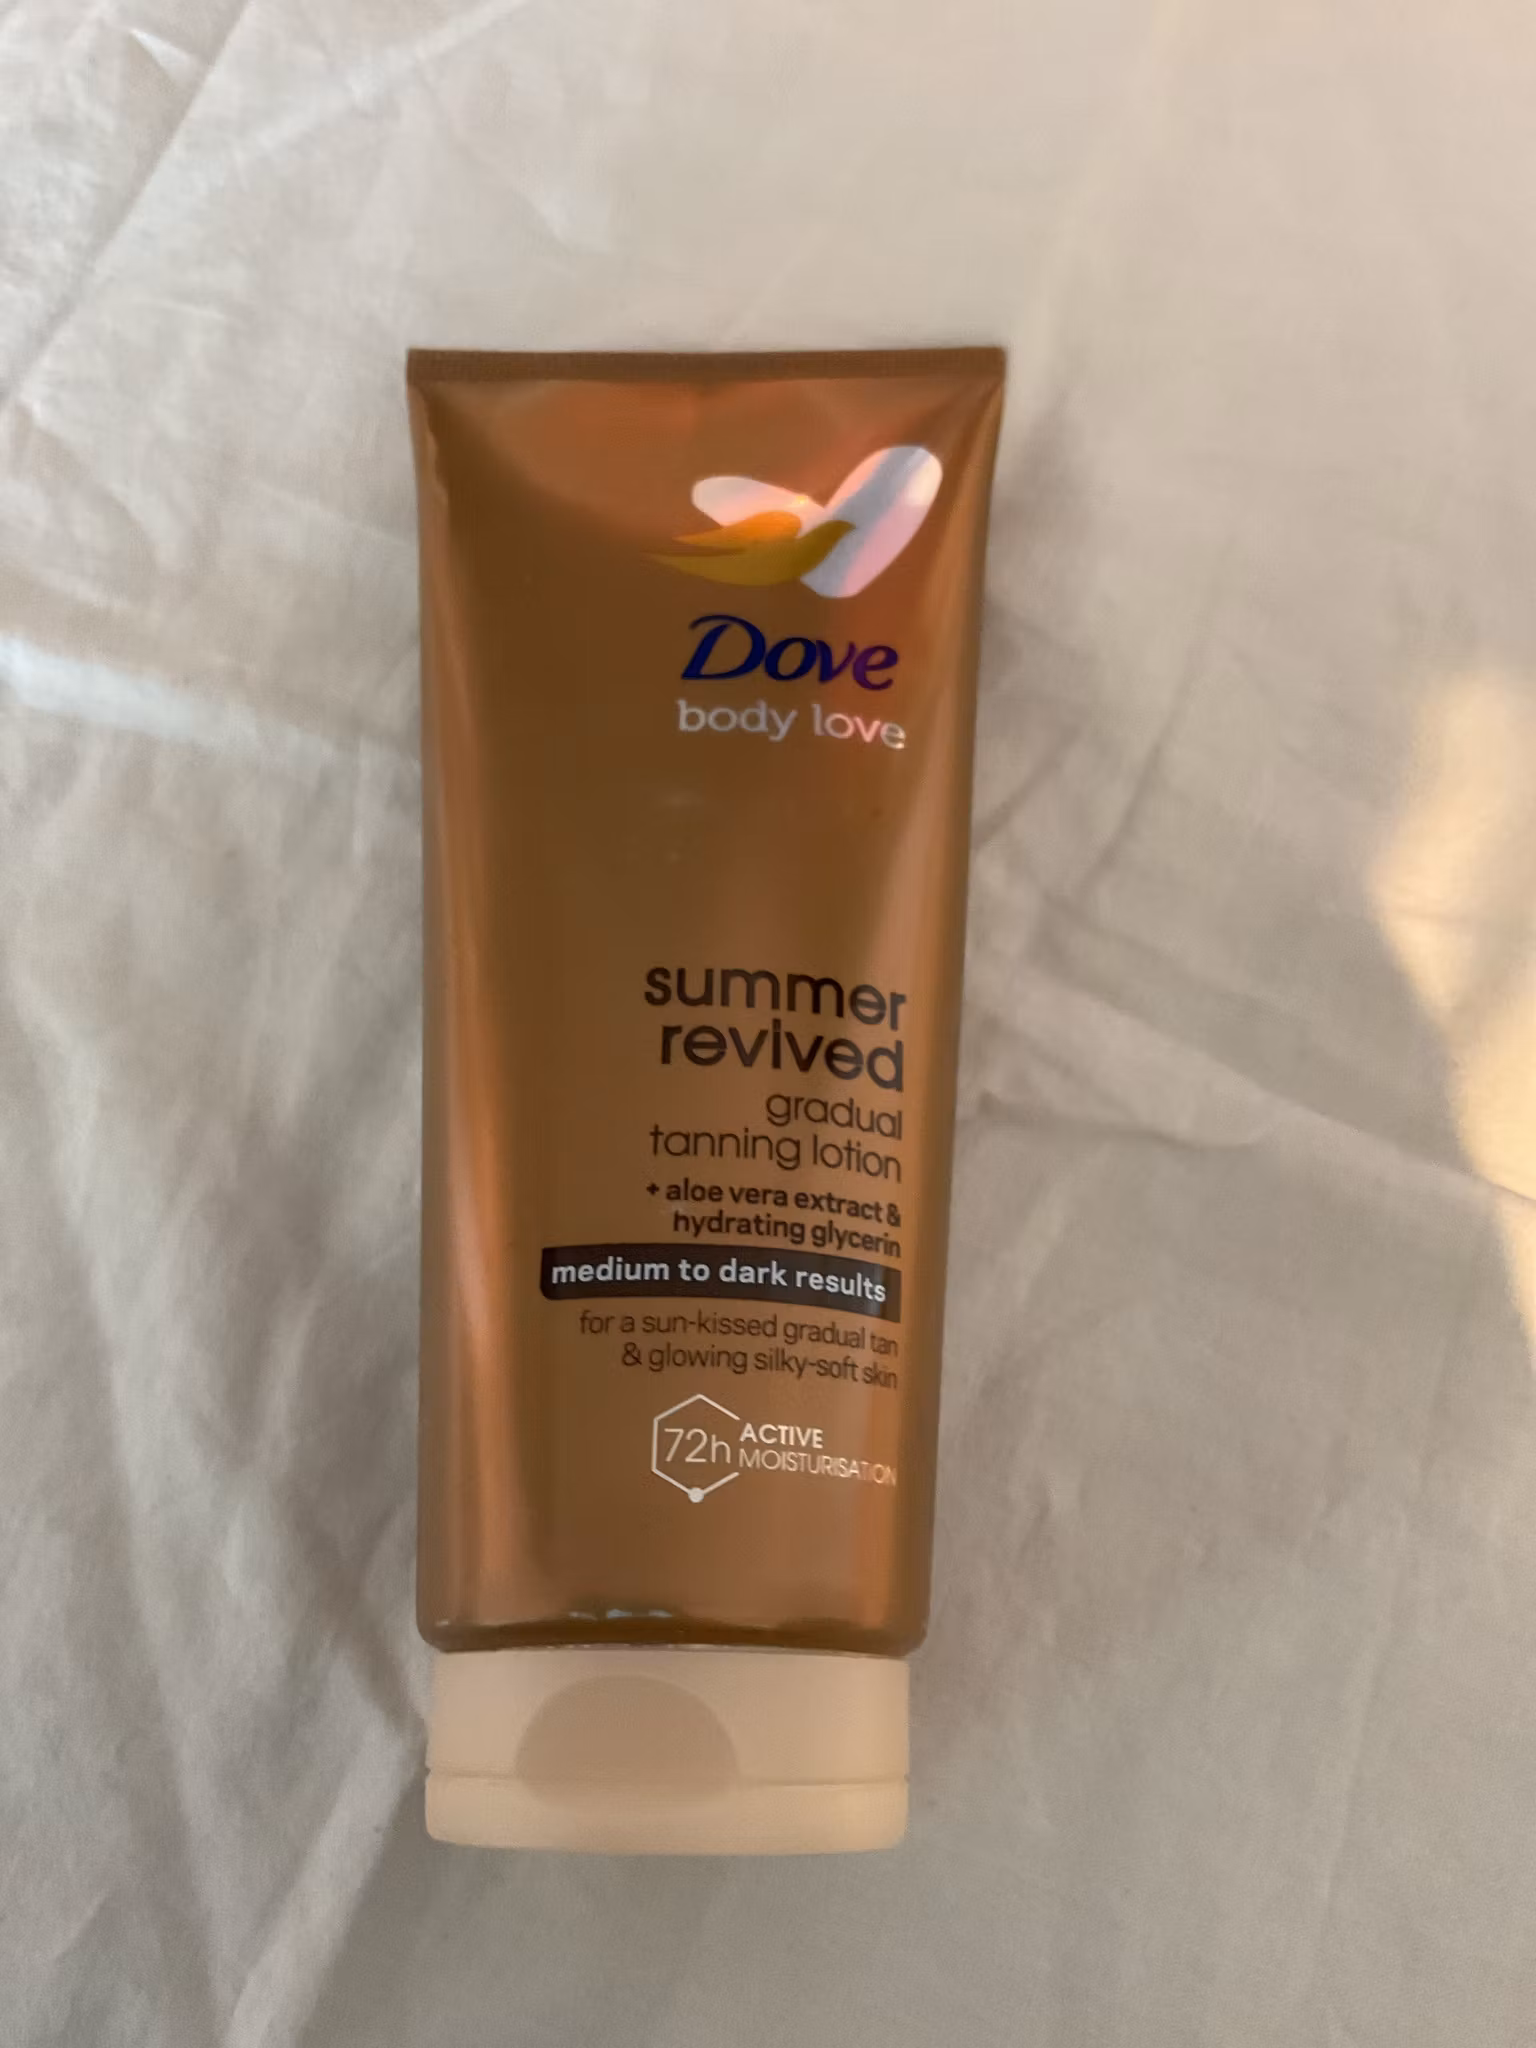 Dove
body love
summer
revived
gradual
tanning lotion
+ aloe vera extract &
hydrating glycerin
medium to dark results
for a sun-kissed gradual tan
& glowing silky-soft skin
72h ACTIVE
MOISTURISATION